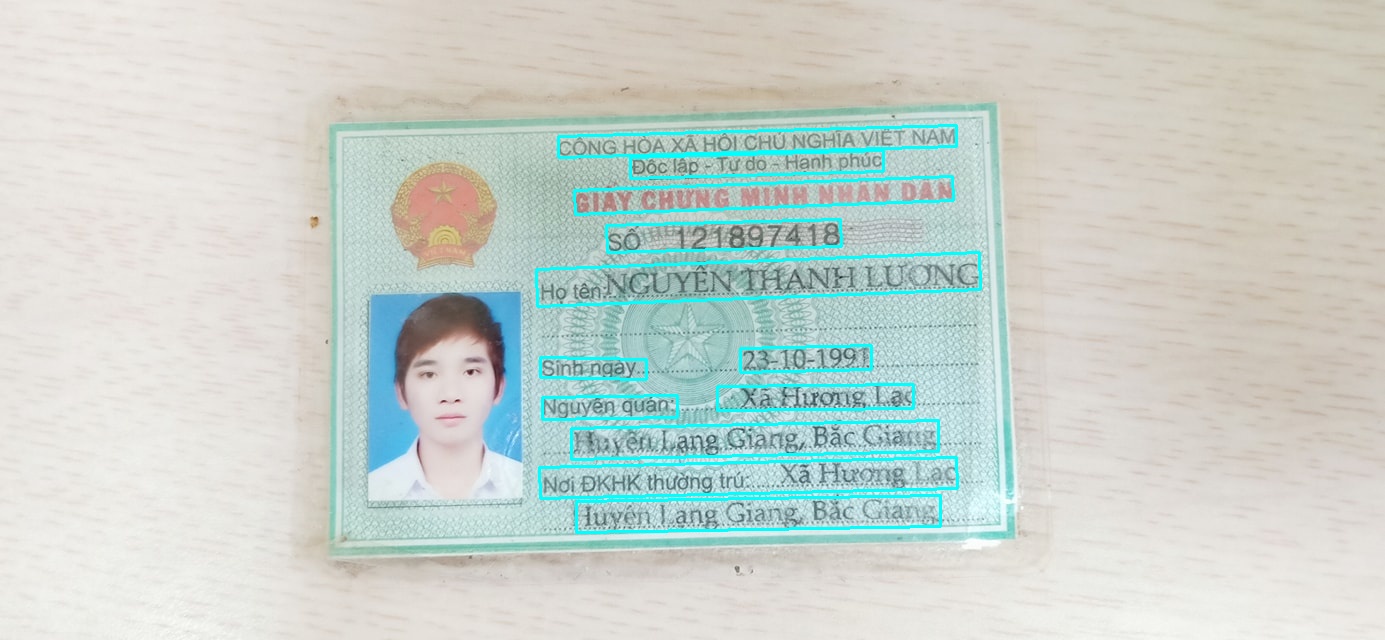 CỘNG HÒA XÃ HỘI CHỦ NGHĨA VIỆT NAM
Độc lập - Tự do - Hạnh phúc
GIẤY CHỨNG MINH NHÂN DÂN
SỐ 121897418
Họ tên NGUYỄN THANH LƯƠNG
Sinh ngày 23-10-1991
Nguyên quán: Xã Hương Lạc
Huyện Lạng Giang, Bắc Giang
Nơi ĐKHK thường trú: Xã Hương Lạc
Huyện Lạng Giang, Bắc Giang